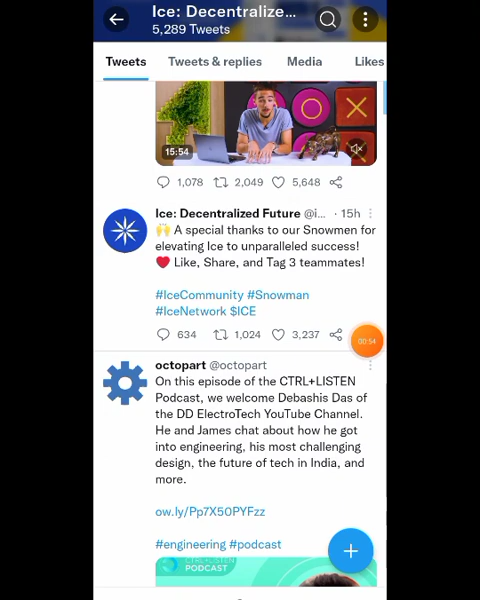 Ice: Decentralize...
5,289 Tweets
Tweets Tweets & replies Media Likes
15:54
1,078 2,049 5,648
Ice: Decentralized Future @i... · 15h
🙌 A special thanks to our Snowmen for
elevating Ice to unparalleled success!
❤️ Like, Share, and Tag 3 teammates!
#IceCommunity #Snowman
#IceNetwork $ICE
634 1,024 3,237
00:54
octopart @octopart
On this episode of the CTRL+LISTEN
Podcast, we welcome Debashis Das of
the DD ElectroTech YouTube Channel.
He and James chat about how he got
into engineering, his most challenging
design, the future of tech in India, and
more.
ow.ly/Pp7X50PYFzz
#engineering #podcast
CTRL+LISTEN
PODCAST